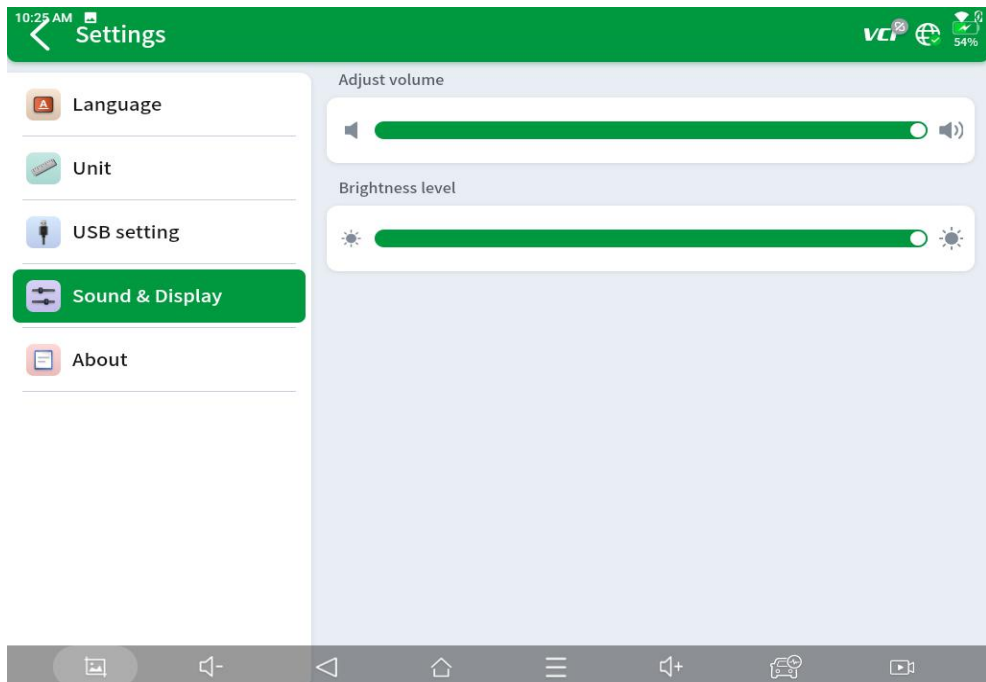 10:25 AM
Settings
VCI
54%
Language
Unit
USB setting
Sound & Display
About
Adjust volume
Brightness level